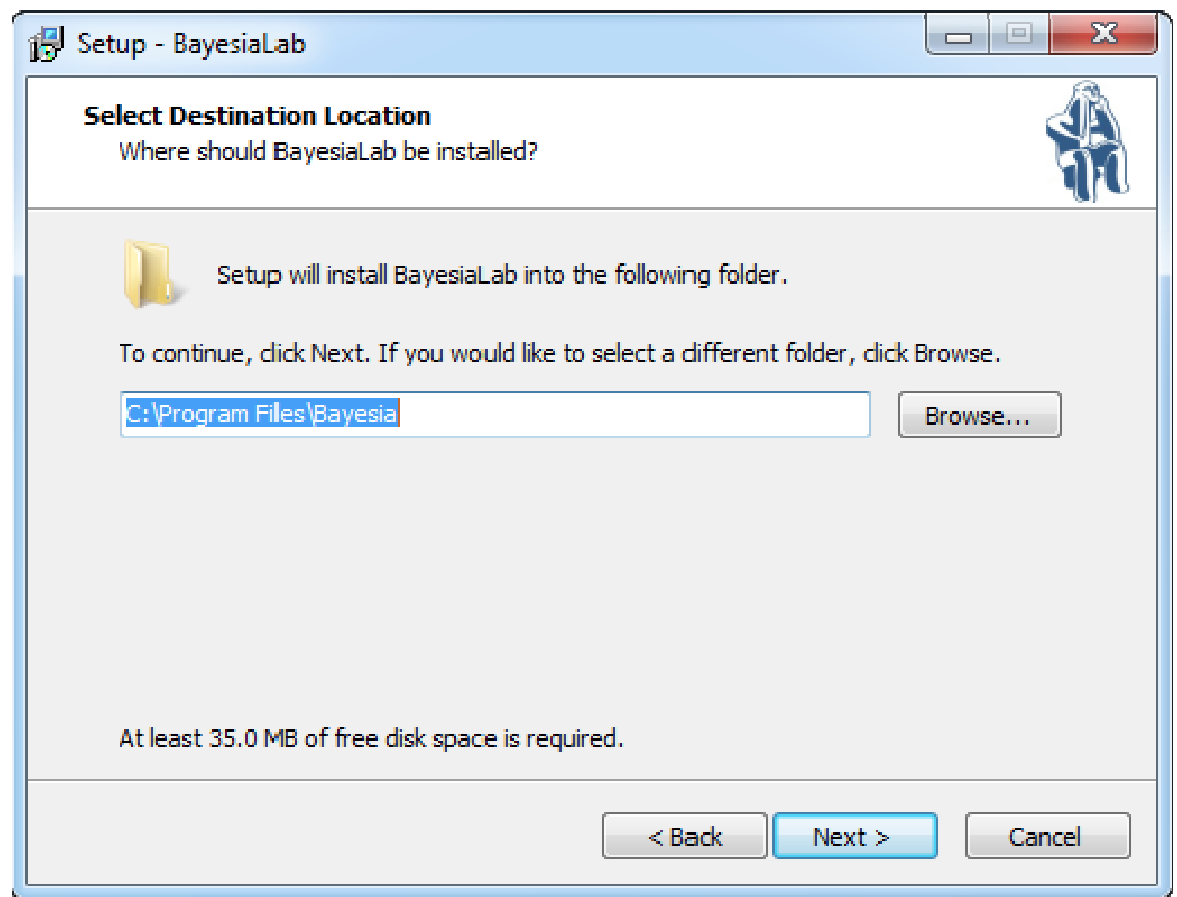 Setup - BayesiaLab
Select Destination Location
Where should BayesiaLab be installed?
Setup will install BayesiaLab into the following folder.
To continue, click Next. If you would like to select a different folder, click Browse.
C:\Program Files\Bayesia
Browse...
At least 35.0 MB of free disk space is required.
< Back Next > Cancel